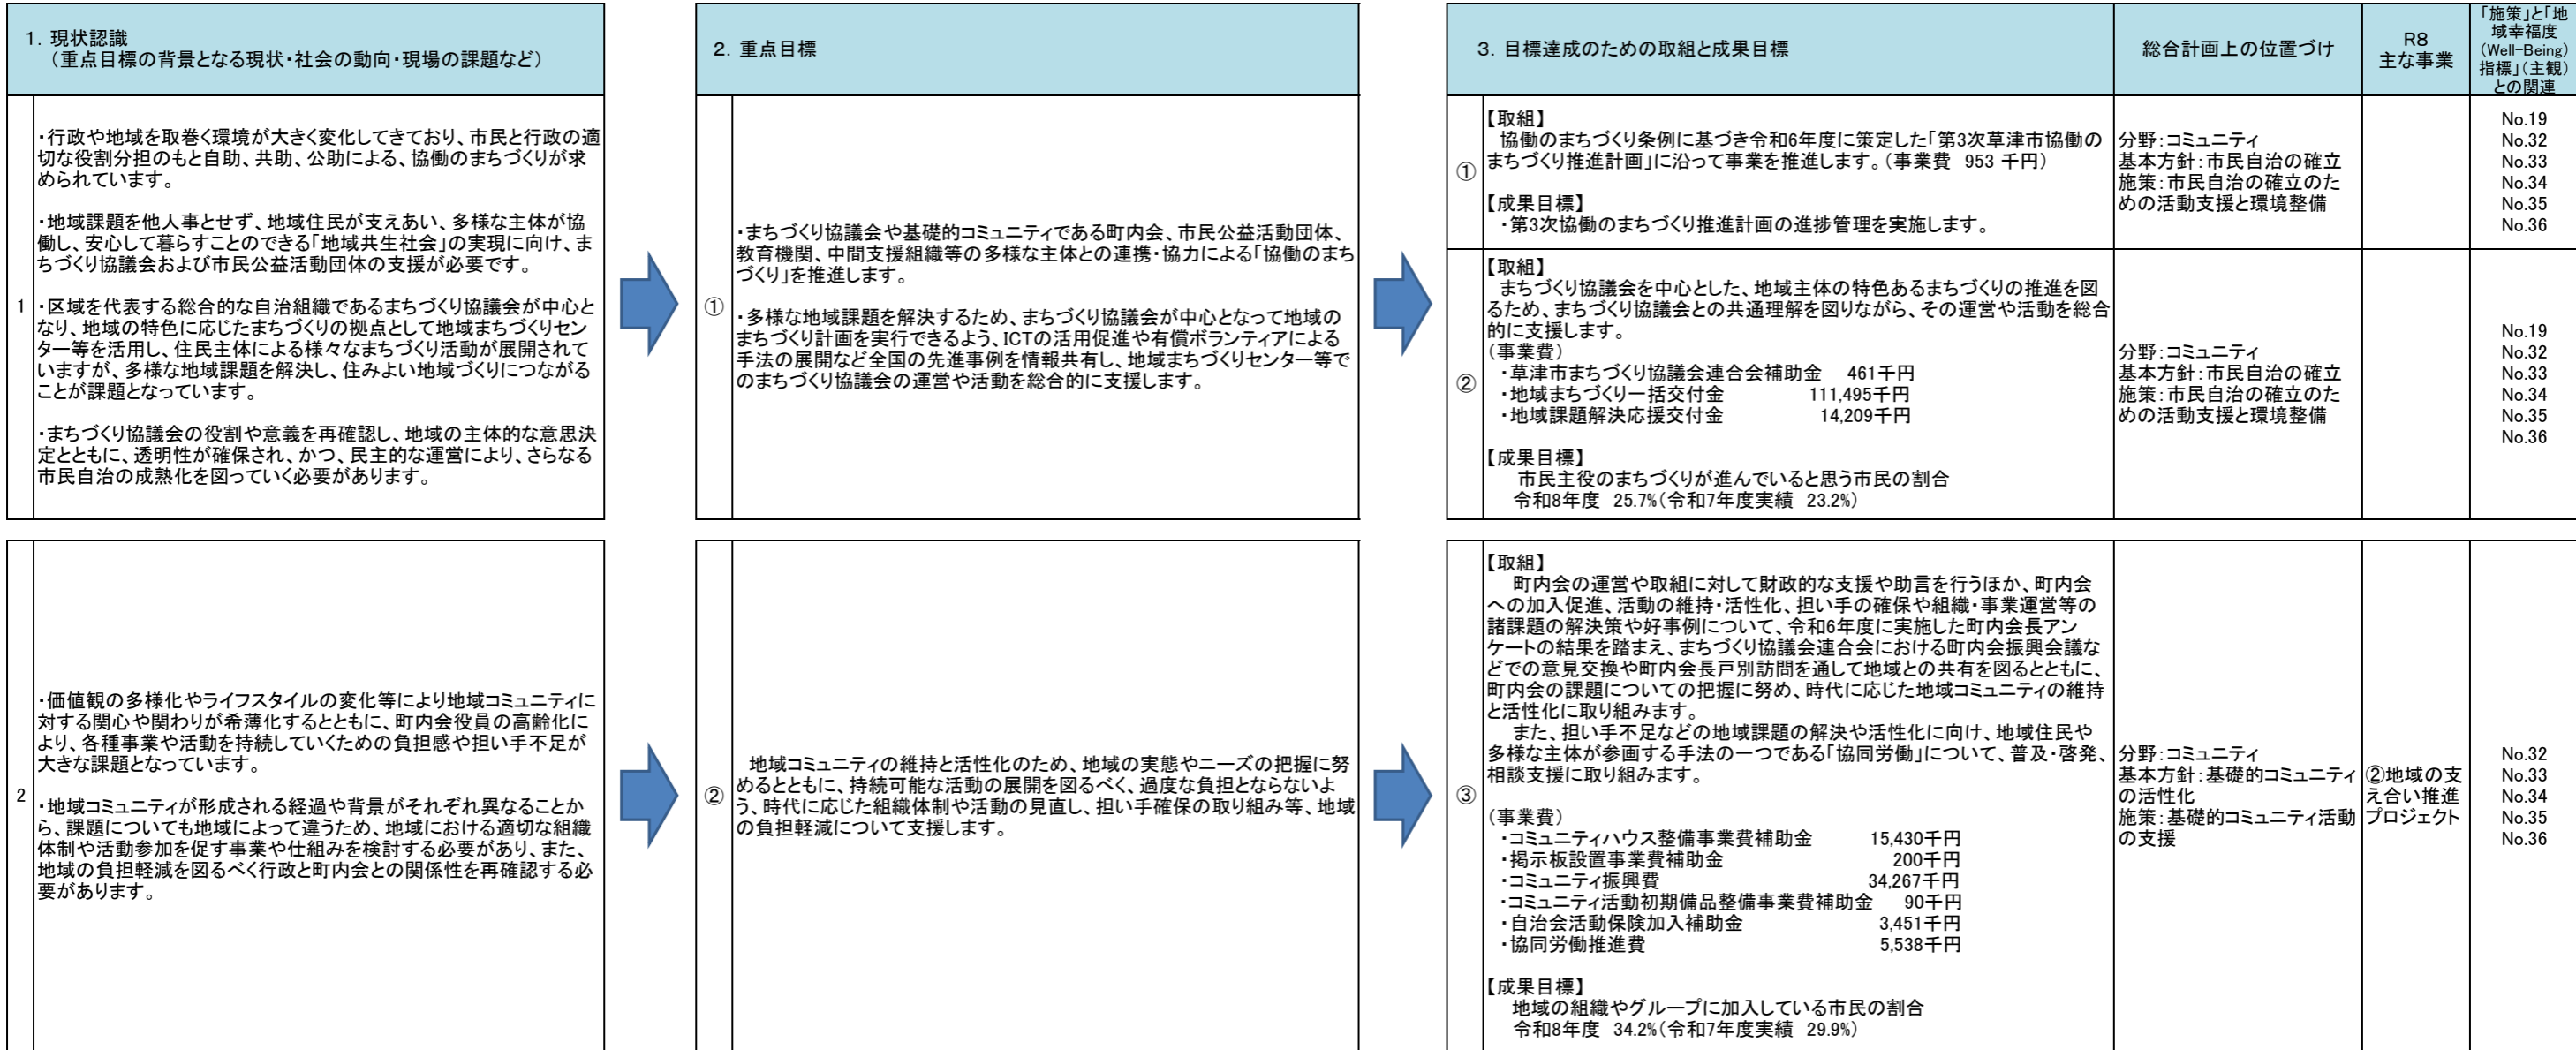 1. 現状認識
(重点目標の背景となる現状・社会の動向・現場の課題など)
2. 重点目標
3. 目標達成のための取組と成果目標
総合計画上の位置づけ
R8
主な事業
「施策」と「地
域幸福度
(Well-Being)
指標」(主観)
との関連
1
・行政や地域を取巻く環境が大きく変化してきており、市民と行政の適
切な役割分担のもと自助、共助、公助による、協働のまちづくりが求
められています。
・地域課題を他人事とせず、地域住民が支えあい、多様な主体が協
働し、安心して暮らすことのできる「地域共生社会」の実現に向け、ま
ちづくり協議会および市民公益活動団体の支援が必要です。
・区域を代表する総合的な自治組織であるまちづくり協議会が中心と
なり、地域の特色に応じたまちづくりの拠点として地域まちづくりセン
ター等を活用し、住民主体による様々なまちづくり活動が展開されて
いますが、多様な地域課題を解決し、住みよい地域づくりにつながる
ことが課題となっています。
・まちづくり協議会の役割や意義を再確認し、地域の主体的な意思決
定とともに、透明性が確保され、かつ、民主的な運営により、さらなる
市民自治の成熟化を図っていく必要があります。
①
・まちづくり協議会や基礎的コミュニティである町内会、市民公益活動団体、
教育機関、中間支援組織等の多様な主体との連携・協力による「協働のまち
づくり」を推進します。
・多様な地域課題を解決するため、まちづくり協議会が中心となって地域の
まちづくり計画を実行できるよう、ICTの活用促進や有償ボランティアによる
手法の展開など全国の先進事例を情報共有し、地域まちづくりセンター等で
のまちづくり協議会の運営や活動を総合的に支援します。
①
【取組】
協働のまちづくり条例に基づき令和6年度に策定した「第3次草津市協働の
まちづくり推進計画」に沿って事業を推進します。(事業費 953 千円)
【成果目標】
・第3次協働のまちづくり推進計画の進捗管理を実施します。
分野:コミュニティ
基本方針:市民自治の確立
施策:市民自治の確立のた
めの活動支援と環境整備
No.19
No.32
No.33
No.34
No.35
No.36
②
【取組】
まちづくり協議会を中心とした、地域主体の特色あるまちづくりの推進を図
るため、まちづくり協議会との共通理解を図りながら、その運営や活動を総合
的に支援します。
(事業費)
・草津市まちづくり協議会連合会補助金 461千円
・地域まちづくり一括交付金 111,495千円
・地域課題解決応援交付金 14,209千円
【成果目標】
市民主役のまちづくりが進んでいると思う市民の割合
令和8年度 25.7%(令和7年度実績 23.2%)
分野:コミュニティ
基本方針:市民自治の確立
施策:市民自治の確立のた
めの活動支援と環境整備
No.19
No.32
No.33
No.34
No.35
No.36
2
・価値観の多様化やライフスタイルの変化等により地域コミュニティに
対する関心や関わりが希薄化するとともに、町内会役員の高齢化に
より、各種事業や活動を持続していくための負担感や担い手不足が
大きな課題となっています。
・地域コミュニティが形成される経過や背景がそれぞれ異なることか
ら、課題についても地域によって違うため、地域における適切な組織
体制や活動参加を促す事業や仕組みを検討する必要があり、また、
地域の負担軽減を図るべく行政と町内会との関係性を再確認する必
要があります。
②
地域コミュニティの維持と活性化のため、地域の実態やニーズの把握に努
めるとともに、持続可能な活動の展開を図るべく、過度な負担とならないよ
う、時代に応じた組織体制や活動の見直し、担い手確保の取り組み等、地域
の負担軽減について支援します。
③
【取組】
町内会の運営や取組に対して財政的な支援や助言を行うほか、町内会
への加入促進、活動の維持・活性化、担い手の確保や組織・事業運営等の
諸課題の解決策や好事例について、令和6年度に実施した町内会長アン
ケートの結果を踏まえ、まちづくり協議会連合会における町内会振興会議な
どでの意見交換や町内会長戸別訪問を通して地域との共有を図るとともに、
町内会の課題についての把握に努め、時代に応じた地域コミュニティの維持
と活性化に取り組みます。
また、担い手不足などの地域課題の解決や活性化に向け、地域住民や
多様な主体が参画する手法の一つである「協同労働」について、普及・啓発、
相談支援に取り組みます。
(事業費)
・コミュニティハウス整備事業費補助金 15,430千円
・掲示板設置事業費補助金 200千円
・コミュニティ振興費 34,267千円
・コミュニティ活動初期備品整備事業費補助金 90千円
・自治会活動保険加入補助金 3,451千円
・協同労働推進費 5,538千円
【成果目標】
地域の組織やグループに加入している市民の割合
令和8年度 34.2%(令和7年度実績 29.9%)
分野:コミュニティ
基本方針:基礎的コミュニティ
の活性化
施策:基礎的コミュニティ活動
の支援
②地域の支
え合い推進
プロジェクト
No.32
No.33
No.34
No.35
No.36